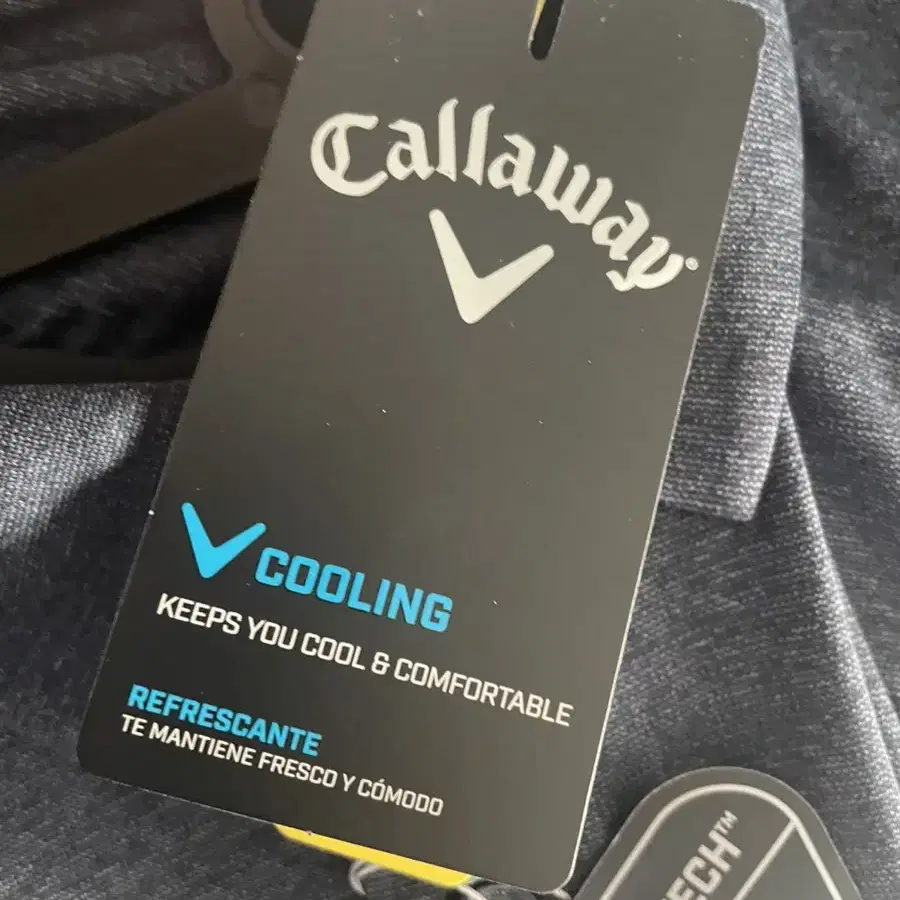 Callaway®
COOLING
KEEPS YOU COOL & COMFORTABLE
REFRESCANTE
TE MANTIENE FRESCO Y CÓMODO